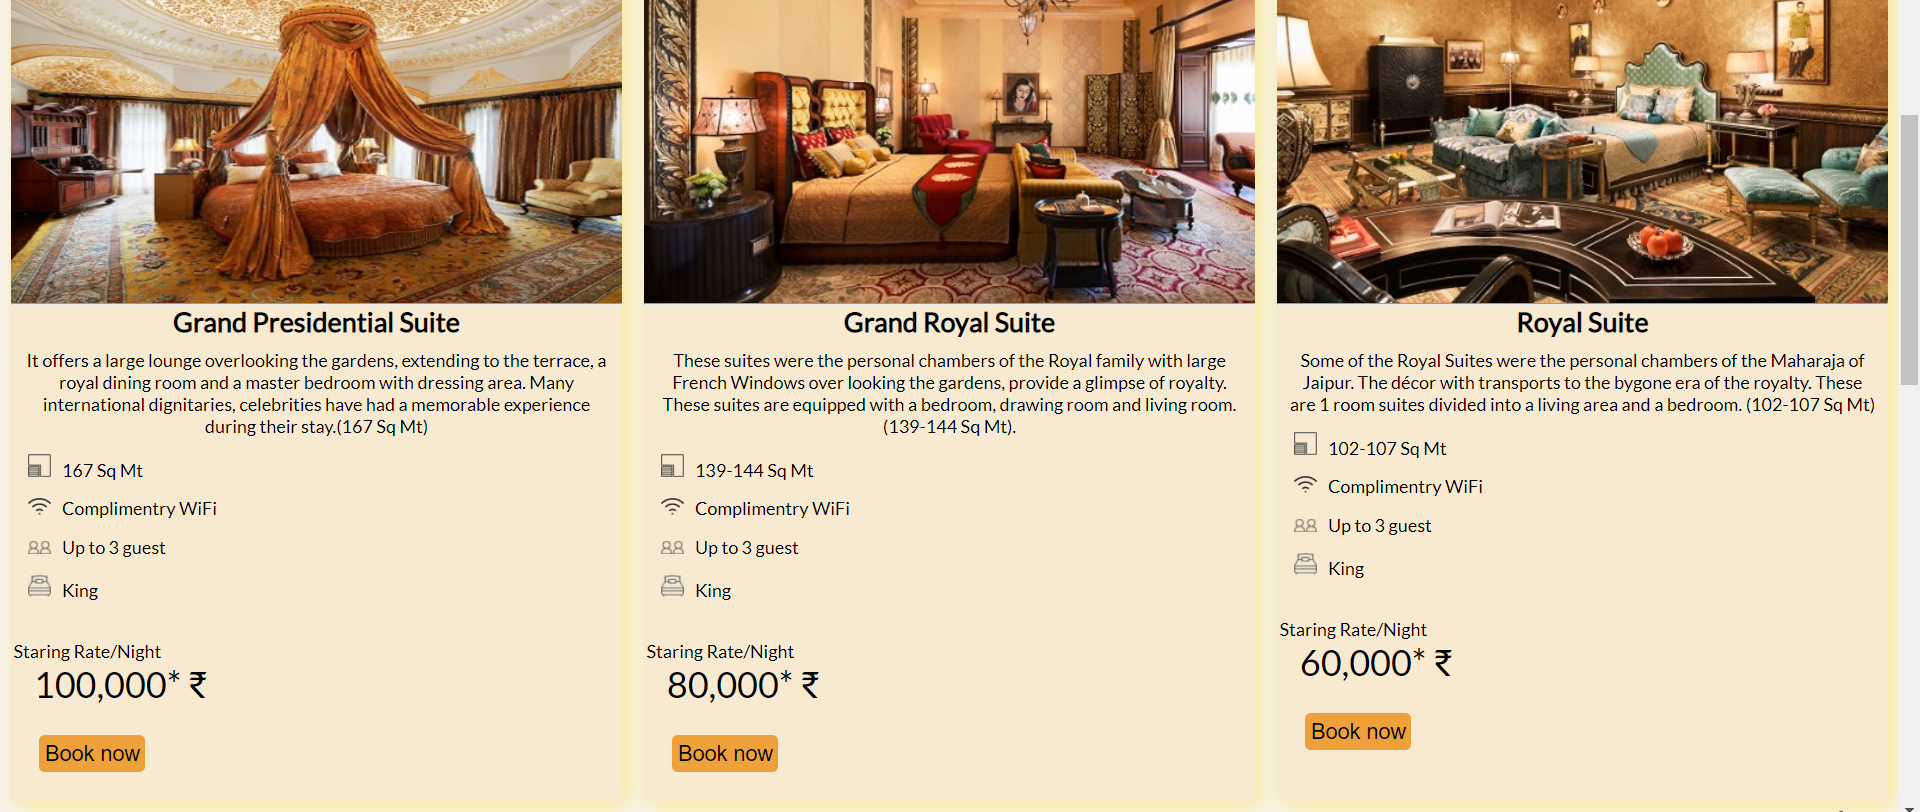 Grand Presidential Suite
It offers a large lounge overlooking the gardens, extending to the terrace, a
royal dining room and a master bedroom with dressing area. Many
international dignitaries, celebrities have had a memorable experience
during their stay.(167 Sq Mt)
167 Sq Mt
Complimentry WiFi
Up to 3 guest
King
Staring Rate/Night
100,000* ₹
Book now
Grand Royal Suite
These suites were the personal chambers of the Royal family with large
French Windows over looking the gardens, provide a glimpse of royalty.
These suites are equipped with a bedroom, drawing room and living room.
(139-144 Sq Mt).
139-144 Sq Mt
Complimentry WiFi
Up to 3 guest
King
Staring Rate/Night
80,000* ₹
Book now
Royal Suite
Some of the Royal Suites were the personal chambers of the Maharaja of
Jaipur. The décor with transports to the bygone era of the royalty. These
are 1 room suites divided into a living area and a bedroom. (102-107 Sq Mt)
102-107 Sq Mt
Complimentry WiFi
Up to 3 guest
King
Staring Rate/Night
60,000* ₹
Book now